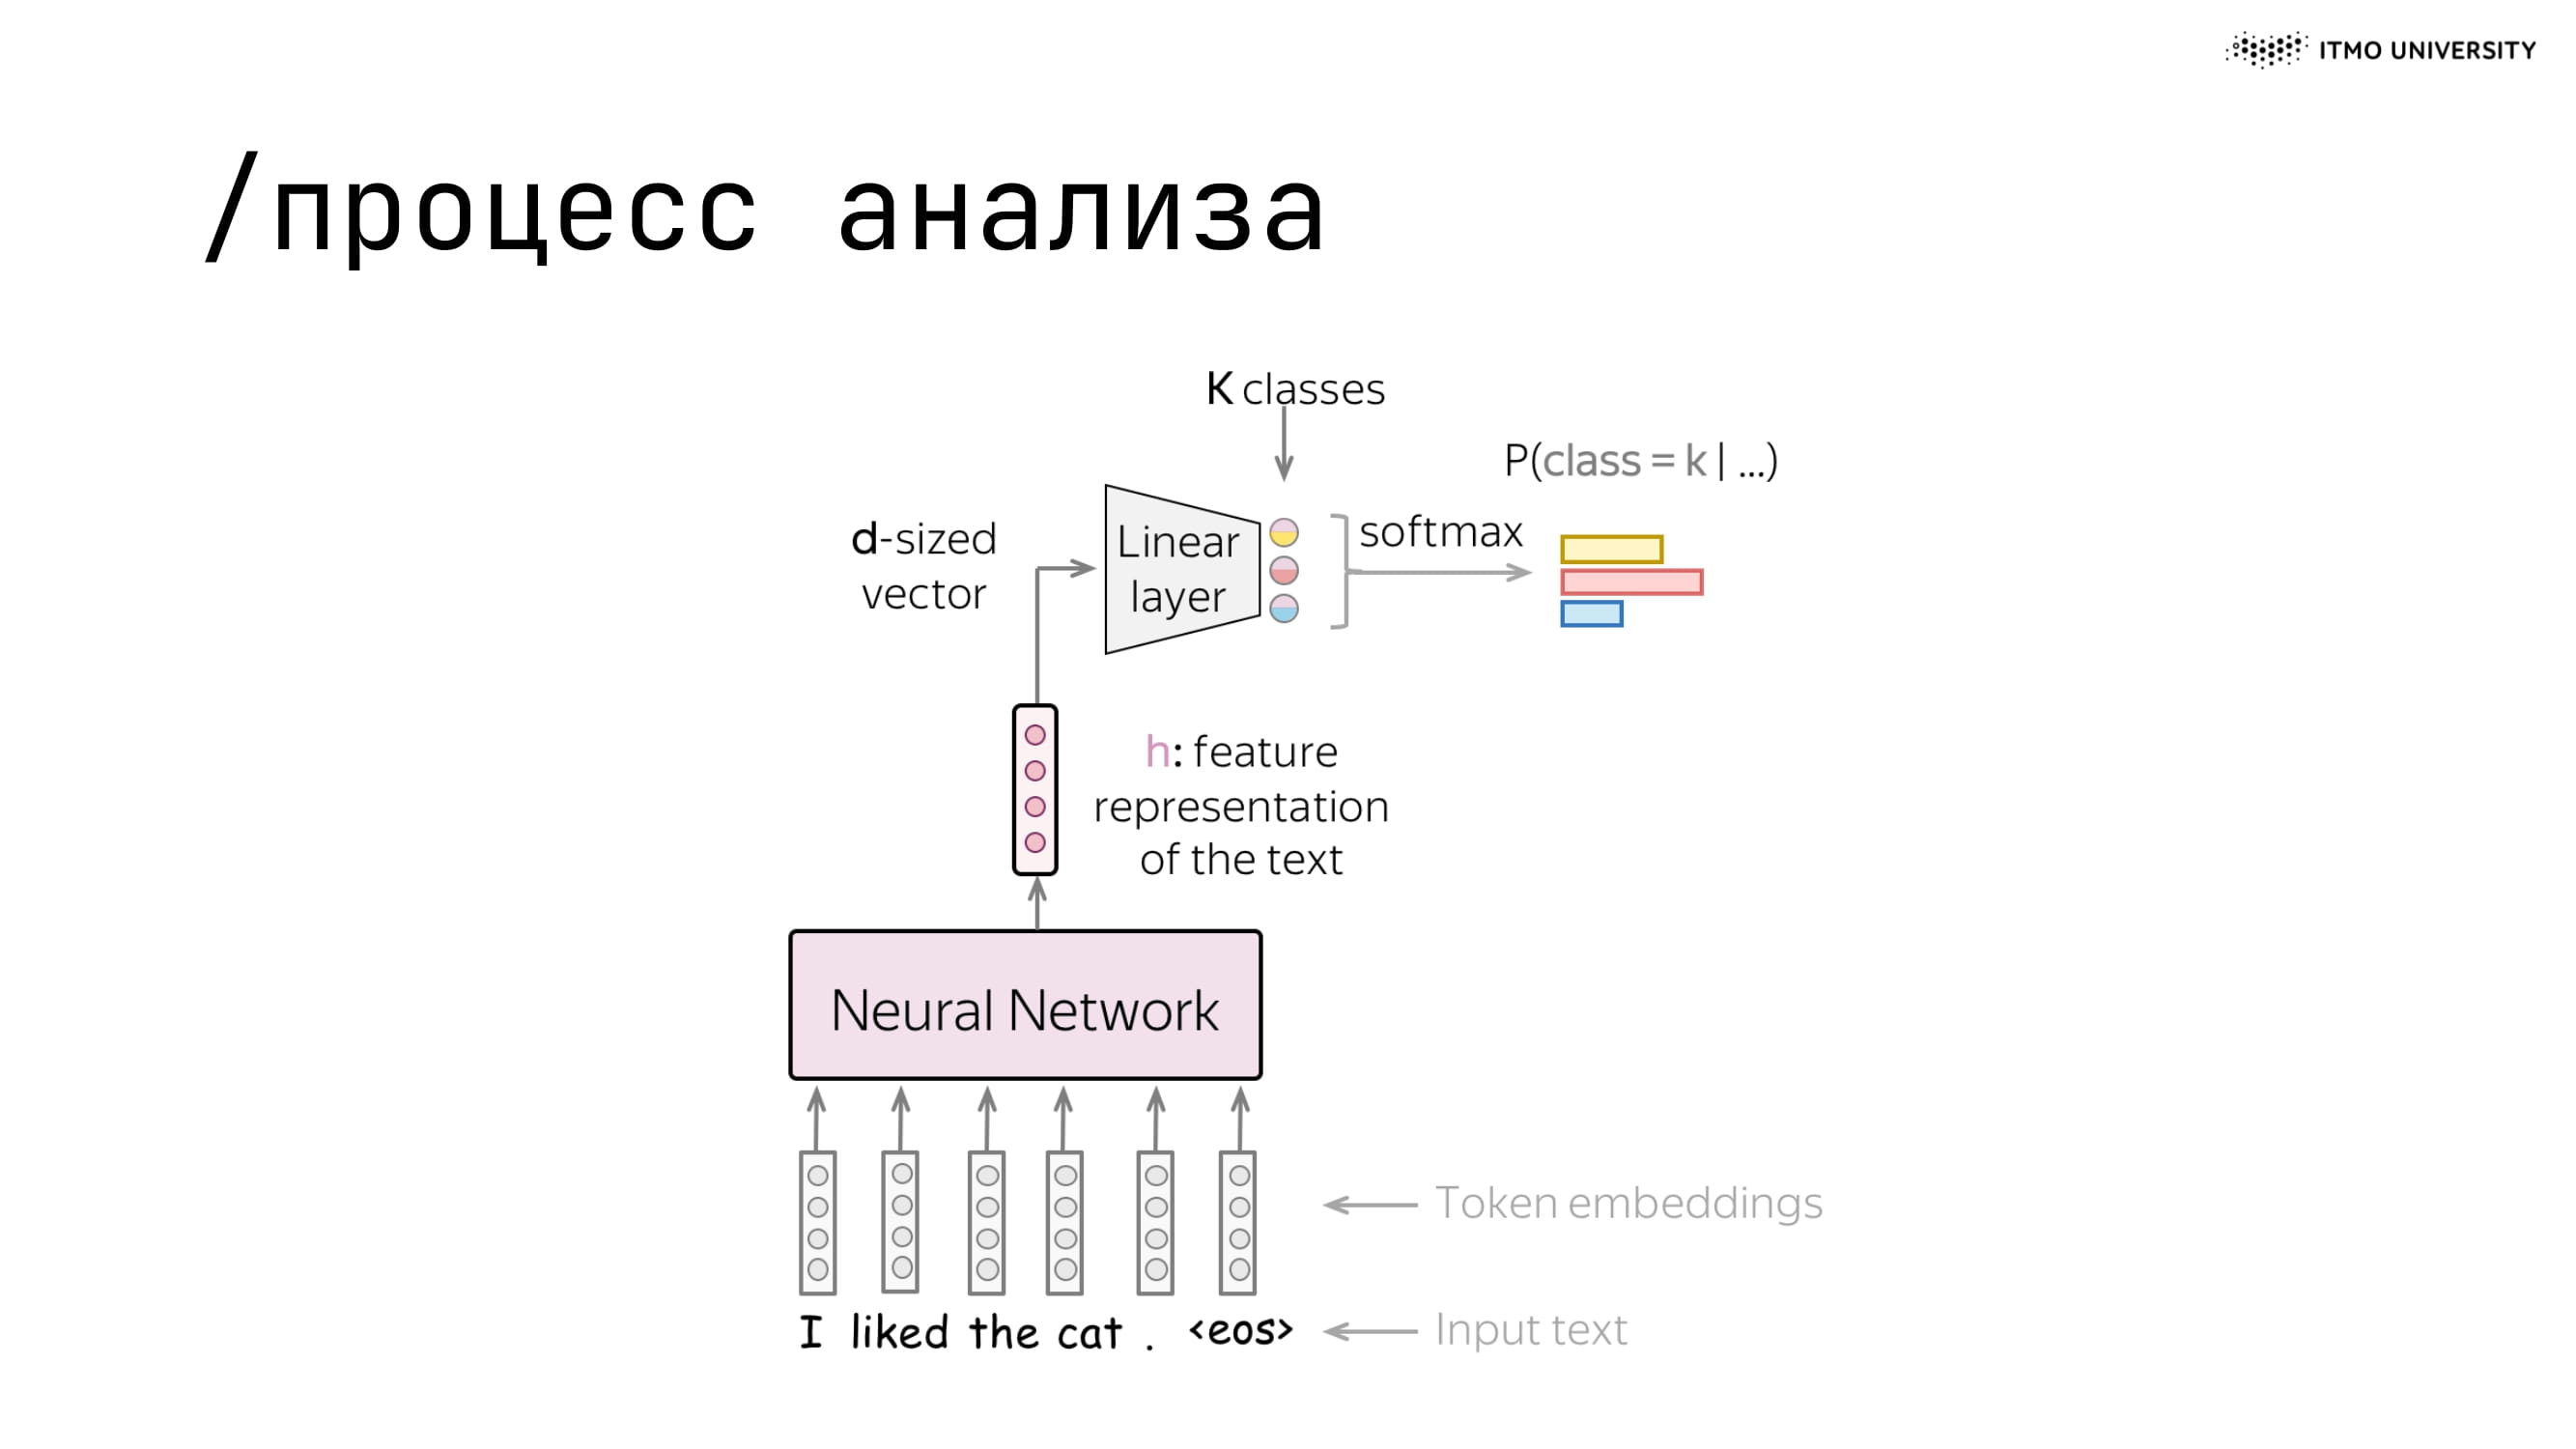 ITMO UNIVERSITY
/процесс анализа
K classes
P(class = k | ...)
d-sized
vector
Linear
layer
softmax
h: feature
representation
of the text
Neural Network
Token embeddings
I liked the cat . <eos>
Input text